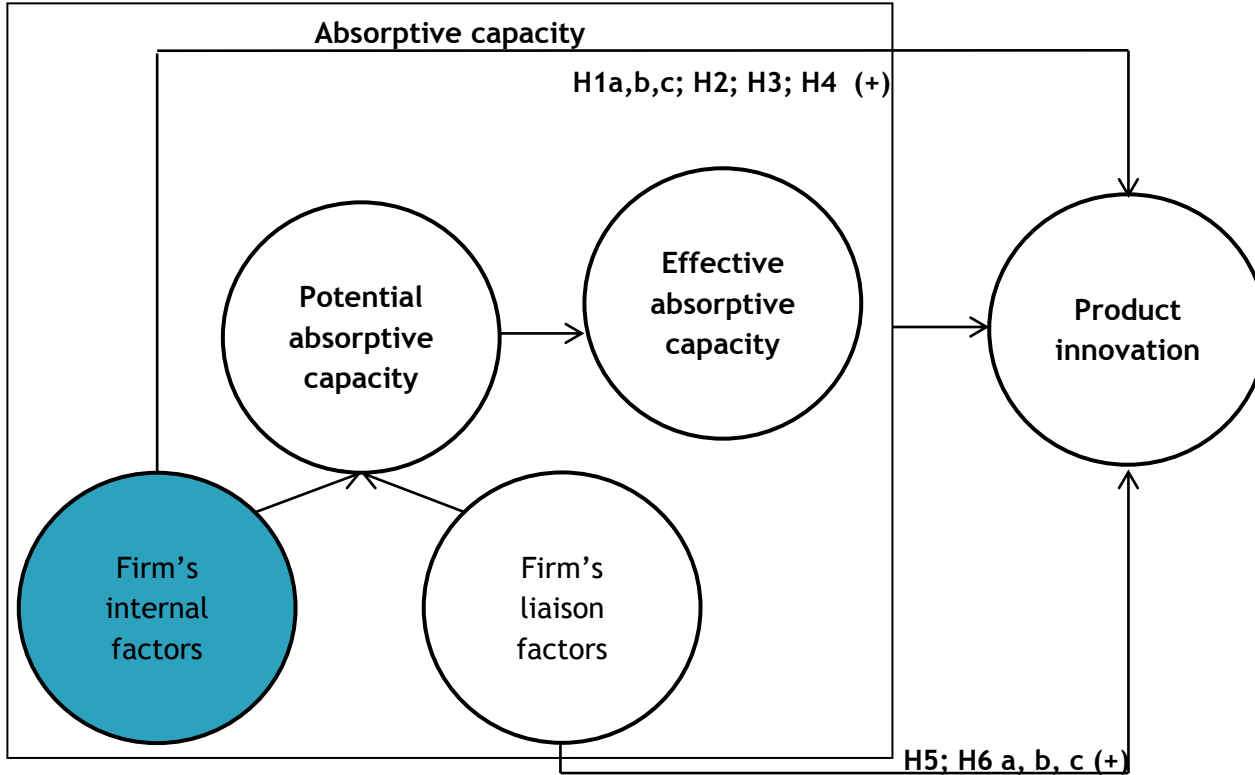 Absorptive capacity
H1a,b,c; H2; H3; H4 (+)
Potential
absorptive
capacity
Effective
absorptive
capacity
Product
innovation
Firm’s
internal
factors
Firm’s
liaison
factors
H5; H6 a, b, c (+)